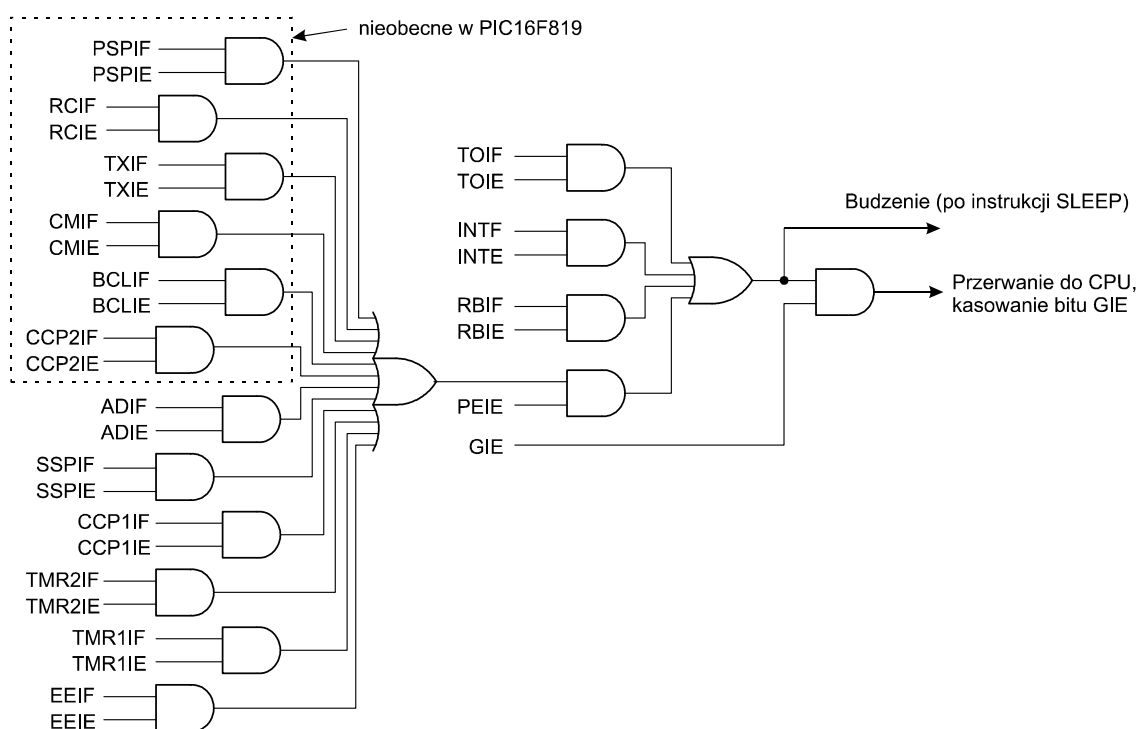 nieobecne w PIC16F819
PSPIF
PSPIE
RCIF
RCIE
TXIF
TXIE
CMIF
CMIE
BCLIF
BCLIE
CCP2IF
CCP2IE
ADIF
ADIE
SSPIF
SSPIE
CCP1IF
CCP1IE
TMR2IF
TMR2IE
TMR1IF
TMR1IE
EEIF
EEIE
TOIF
TOIE
INTF
INTE
RBIF
RBIE
PEIE
GIE
Budzenie (po instrukcji SLEEP)
Przerwanie do CPU,
kasowanie bitu GIE